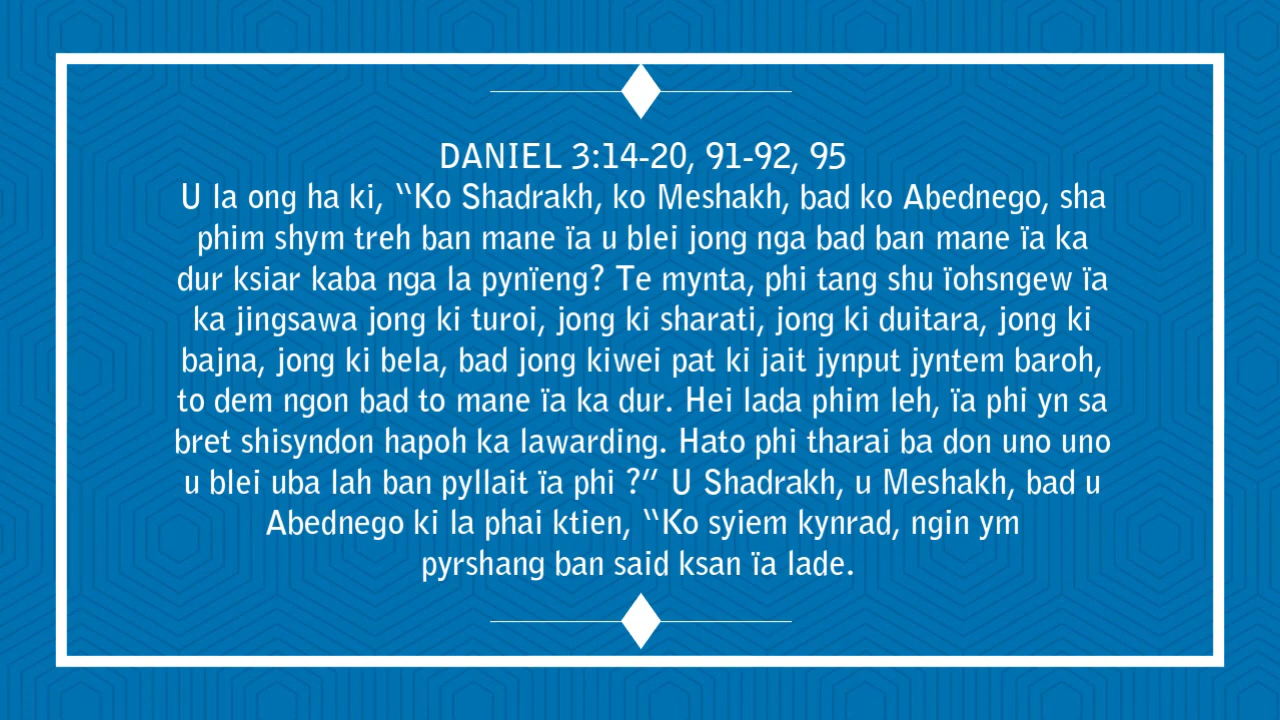 DANIEL 3:14-20, 91-92, 95
U la ong ha ki, “Ko Shadrakh, ko Meshakh, bad ko Abednego, sha
phim shym treh ban mane ïa u blei jong nga bad ban mane ïa ka
dur ksiar kaba nga la pynïeng? Te mynta, phi tang shu ïohsngew ïa
ka jingsawa jong ki turoi, jong ki sharati, jong ki duitara, jong ki
bajna, jong ki bela, bad jong kiwei pat ki jait jynput jyntem baroh,
to dem ngon bad to mane ïa ka dur. Hei lada phim leh, ïa phi yn sa
bret shisyndon hapoh ka lawarding. Hato phi tharai ba don uno uno
u blei uba lah ban pyllait ïa phi ?” U Shadrakh, u Meshakh, bad u
Abednego ki la phai ktien, “Ko syiem kynrad, ngin ym
pyrshang ban said ksan ïa lade.